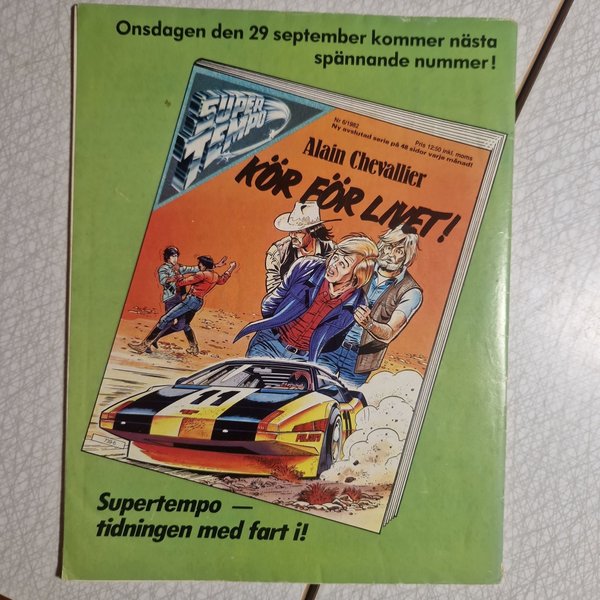 Onsdagen den 29 september kommer nästa
spännande nummer!
SUPER
TEMPO
Nr 6/1982
Ny avslutad serie på 48 sidor varje månad!
Pris 12:50 inkl. moms
Alain Chevallier
KÖR FÖR LIVET!
11
11
Supertempo —
tidningen med fart i!